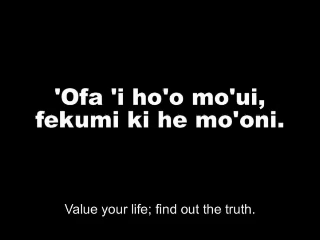 'Ofa 'i ho'o mo'ui,
fekumi ki he mo'oni.
Value your life; find out the truth.